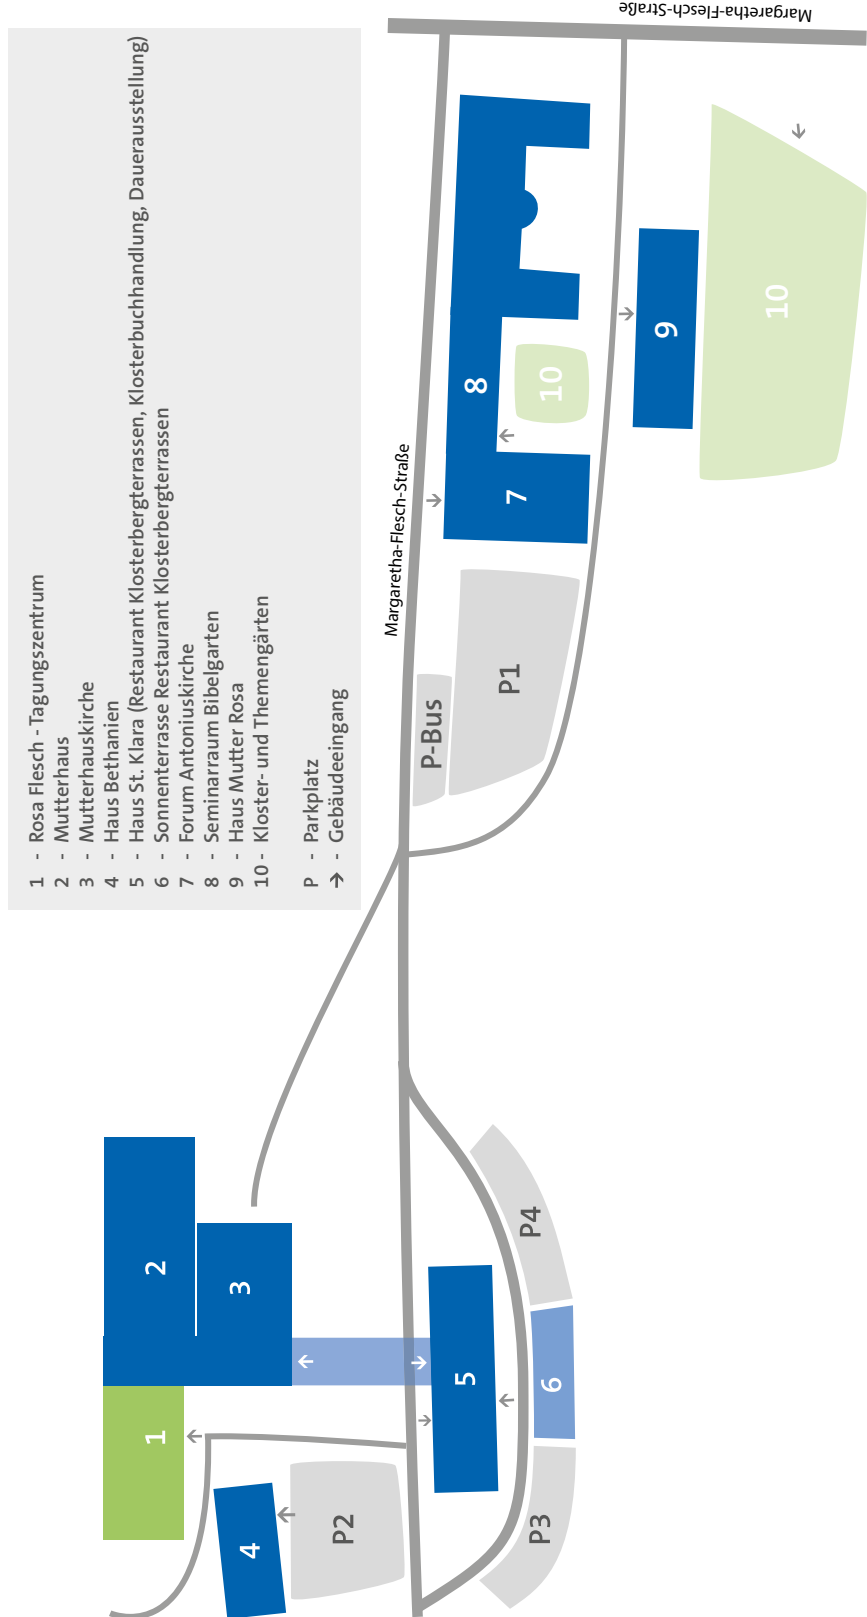 1 - Rosa Flesch - Tagungszentrum
2 - Mutterhaus
3 - Mutterhauskirche
4 - Haus Bethanien
5 - Haus St. Klara (Restaurant Klosterbergterrassen, Klosterbuchhandlung, Dauerausstellung)
6 - Sonnenterrasse Restaurant Klosterbergterrassen
7 - Forum Antoniuskirche
8 - Seminarraum Bibelgarten
9 - Haus Mutter Rosa
10 - Kloster- und Themengärten
P - Parkplatz
→ - Gebäudeeingang
1
2
3
4
P2
5
P3
6
P4
Margaretha-Flesch-Straße
P-Bus
P1
7
8
10
9
10
Margaretha-Flesch-Straße